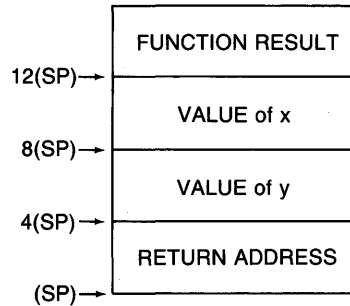 FUNCTION RESULT
12(SP)
VALUE of x
8(SP)
VALUE of y
4(SP)
RETURN ADDRESS
(SP)